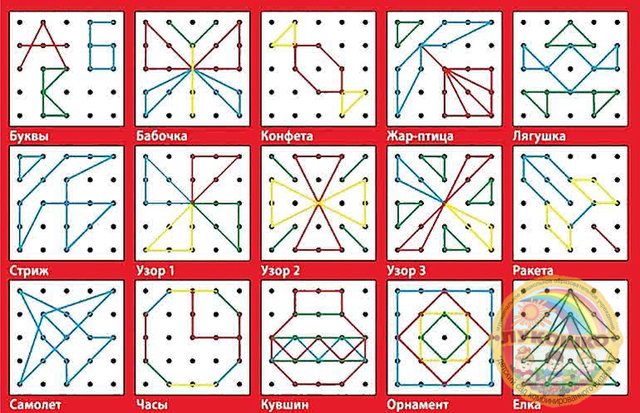 Буквы
Бабочка
Конфета
Жар-птица
Лягушка
Стриж
Узор 1
Узор 2
Узор 3
Ракета
Самолет
Часы
Кувшин
Орнамент
Елка
ЛУКОШКО